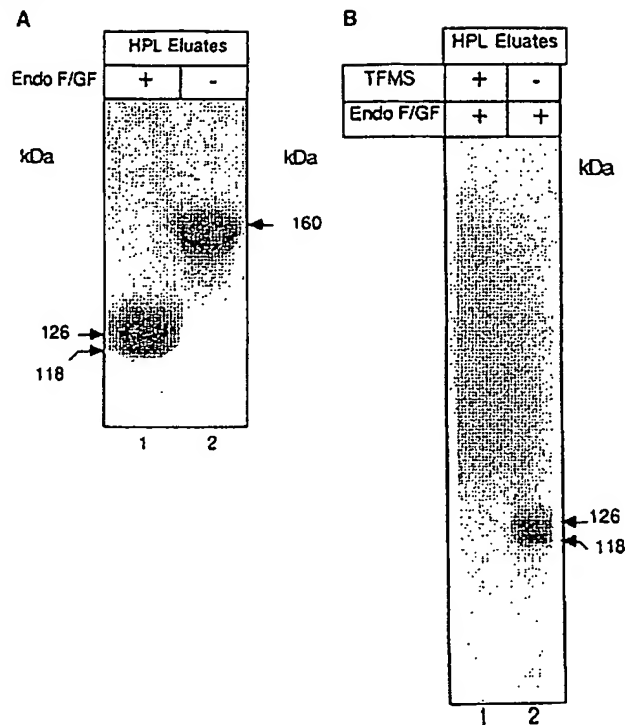 A
HPL Eluates
Endo F/GF + -
kDa kDa
160
126
118
1 2
B
HPL Eluates
TFMS + -
Endo F/GF + +
kDa
126
118
1 2